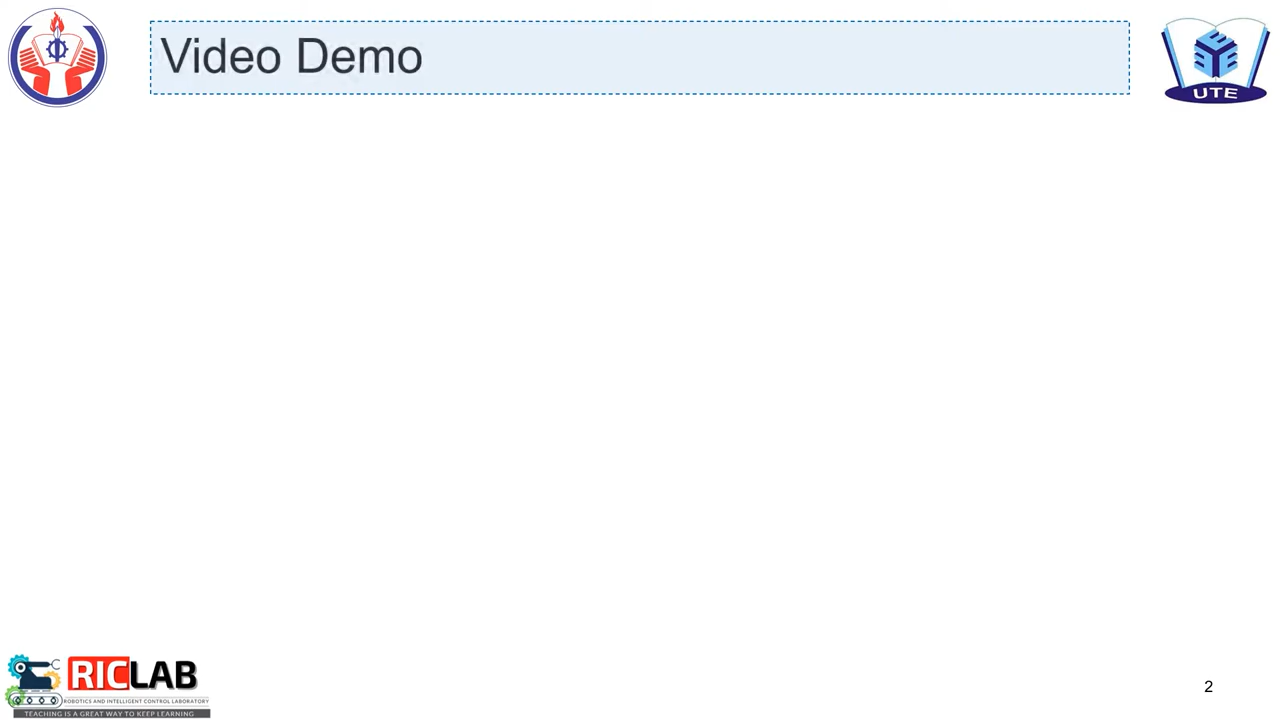 Video Demo
UTE
RICLAB
ROBOTICS AND INTELLIGENT CONTROL LABORATORY
TEACHING IS A GREAT WAY TO KEEP LEARNING
2